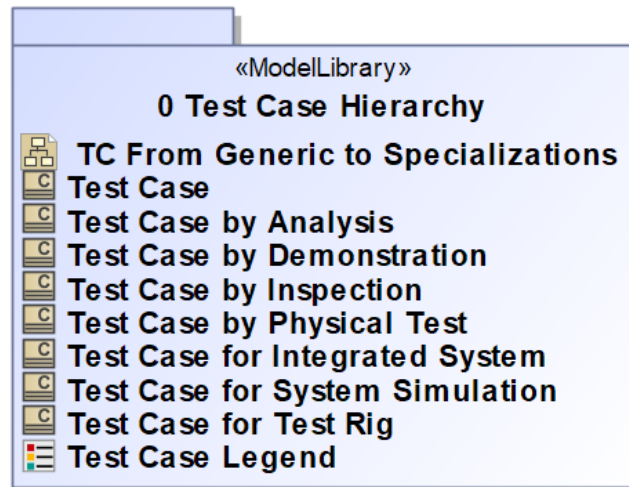 «ModelLibrary»
0 Test Case Hierarchy
TC From Generic to Specializations
C Test Case
C Test Case by Analysis
C Test Case by Demonstration
C Test Case by Inspection
C Test Case by Physical Test
C Test Case for Integrated System
C Test Case for System Simulation
C Test Case for Test Rig
Test Case Legend